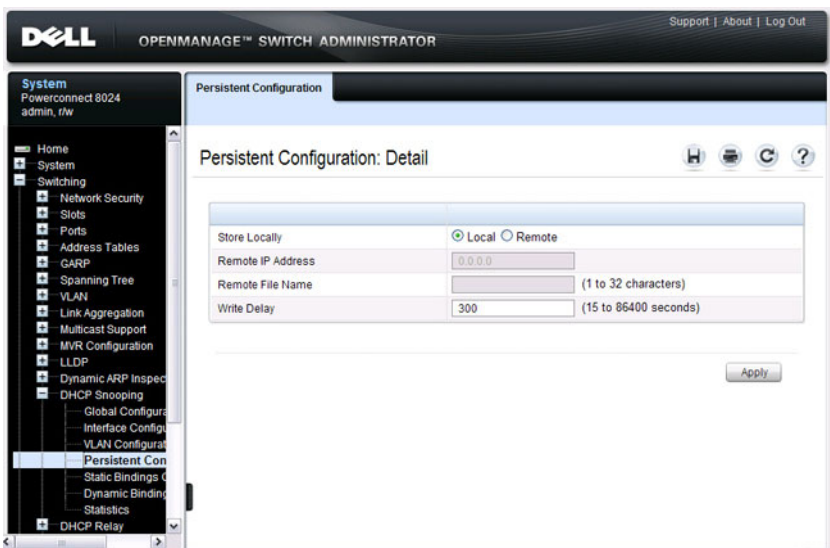 Support | About | Log Out
DELL
OPENMANAGE™ SWITCH ADMINISTRATOR
System
Powerconnect 8024
admin, r/w
Home
System
Switching
Network Security
Slots
Ports
Address Tables
GARP
Spanning Tree
VLAN
Link Aggregation
Multicast Support
MVR Configuration
LLDP
Dynamic ARP Inspec
DHCP Snooping
Global Configura
Interface Configu
VLAN Configurat
Persistent Con
Static Bindings C
Dynamic Binding
Statistics
DHCP Relay
Persistent Configuration
Persistent Configuration: Detail
?
Store Locally Local Remote
Remote IP Address 0.0.0.0
Remote File Name (1 to 32 characters)
Write Delay 300 (15 to 86400 seconds)
Apply